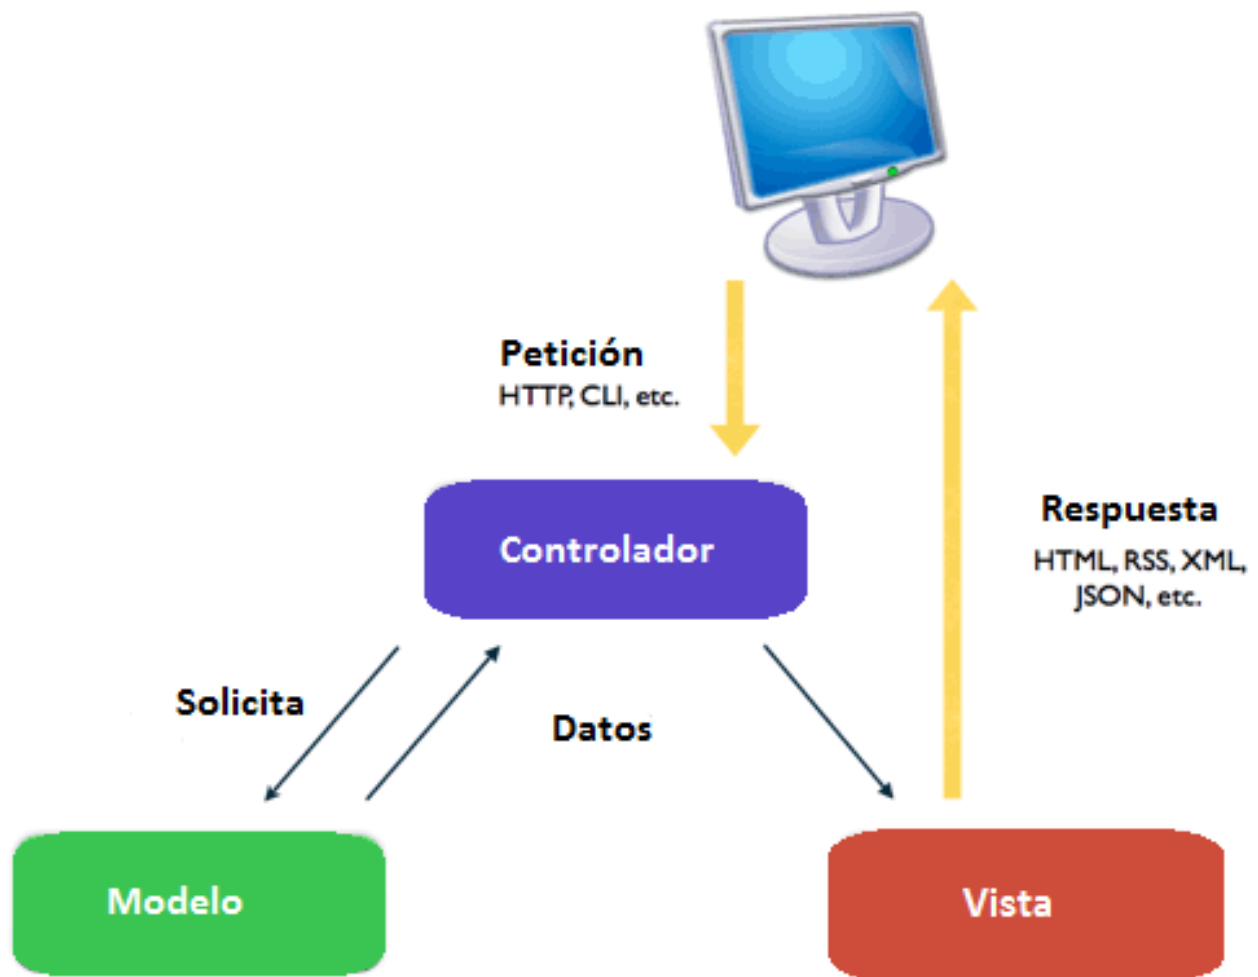 Petición
HTTP, CLI, etc.
Controlador
Respuesta
HTML, RSS, XML,
JSON, etc.
Solicita
Datos
Modelo
Vista